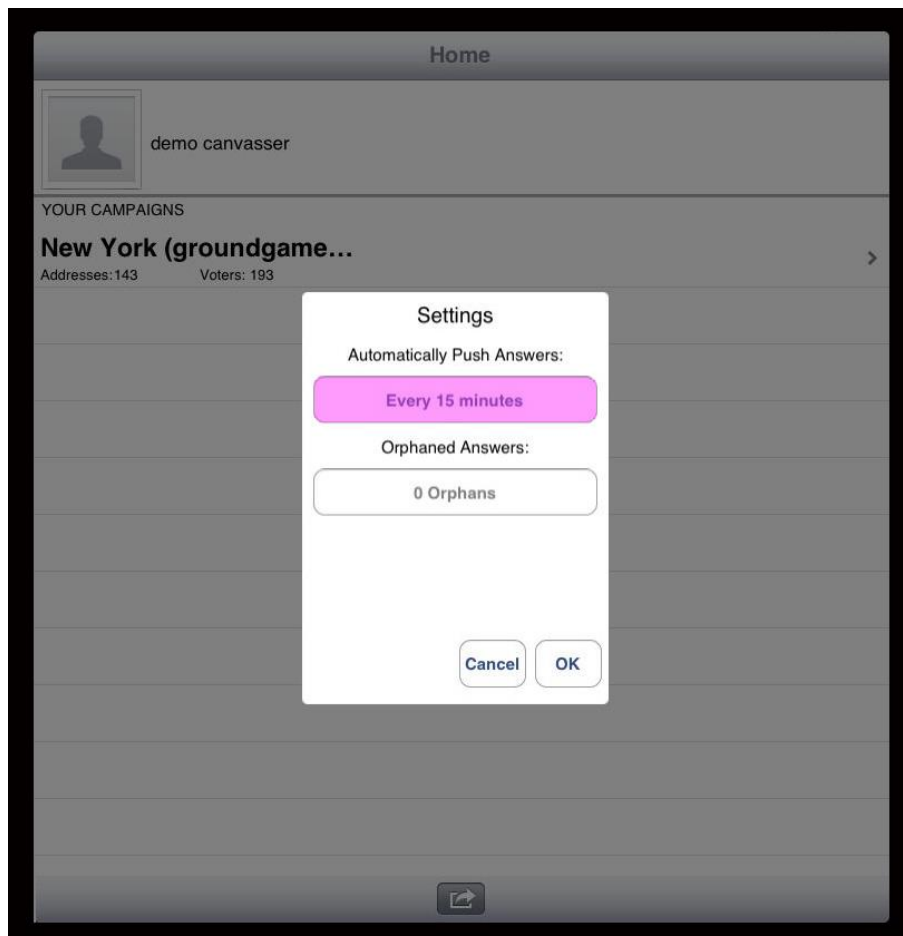 Home
demo canvasser
YOUR CAMPAIGNS
New York (groundgame…
Addresses:143 Voters: 193
Settings
Automatically Push Answers:
Every 15 minutes
Orphaned Answers:
0 Orphans
Cancel OK